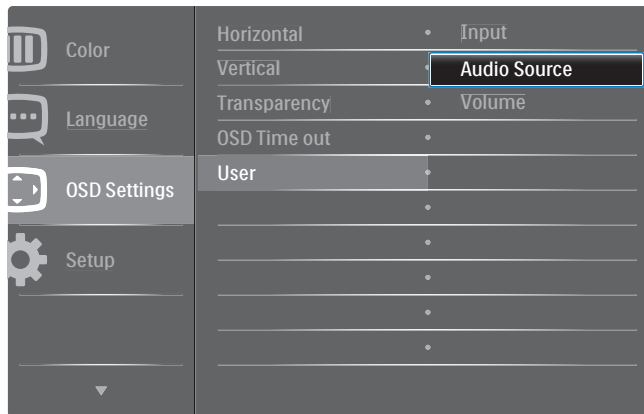 Color
Language
OSD Settings
Setup
Horizontal
Vertical
Transparency
OSD Time out
User
Input
Audio Source
Volume